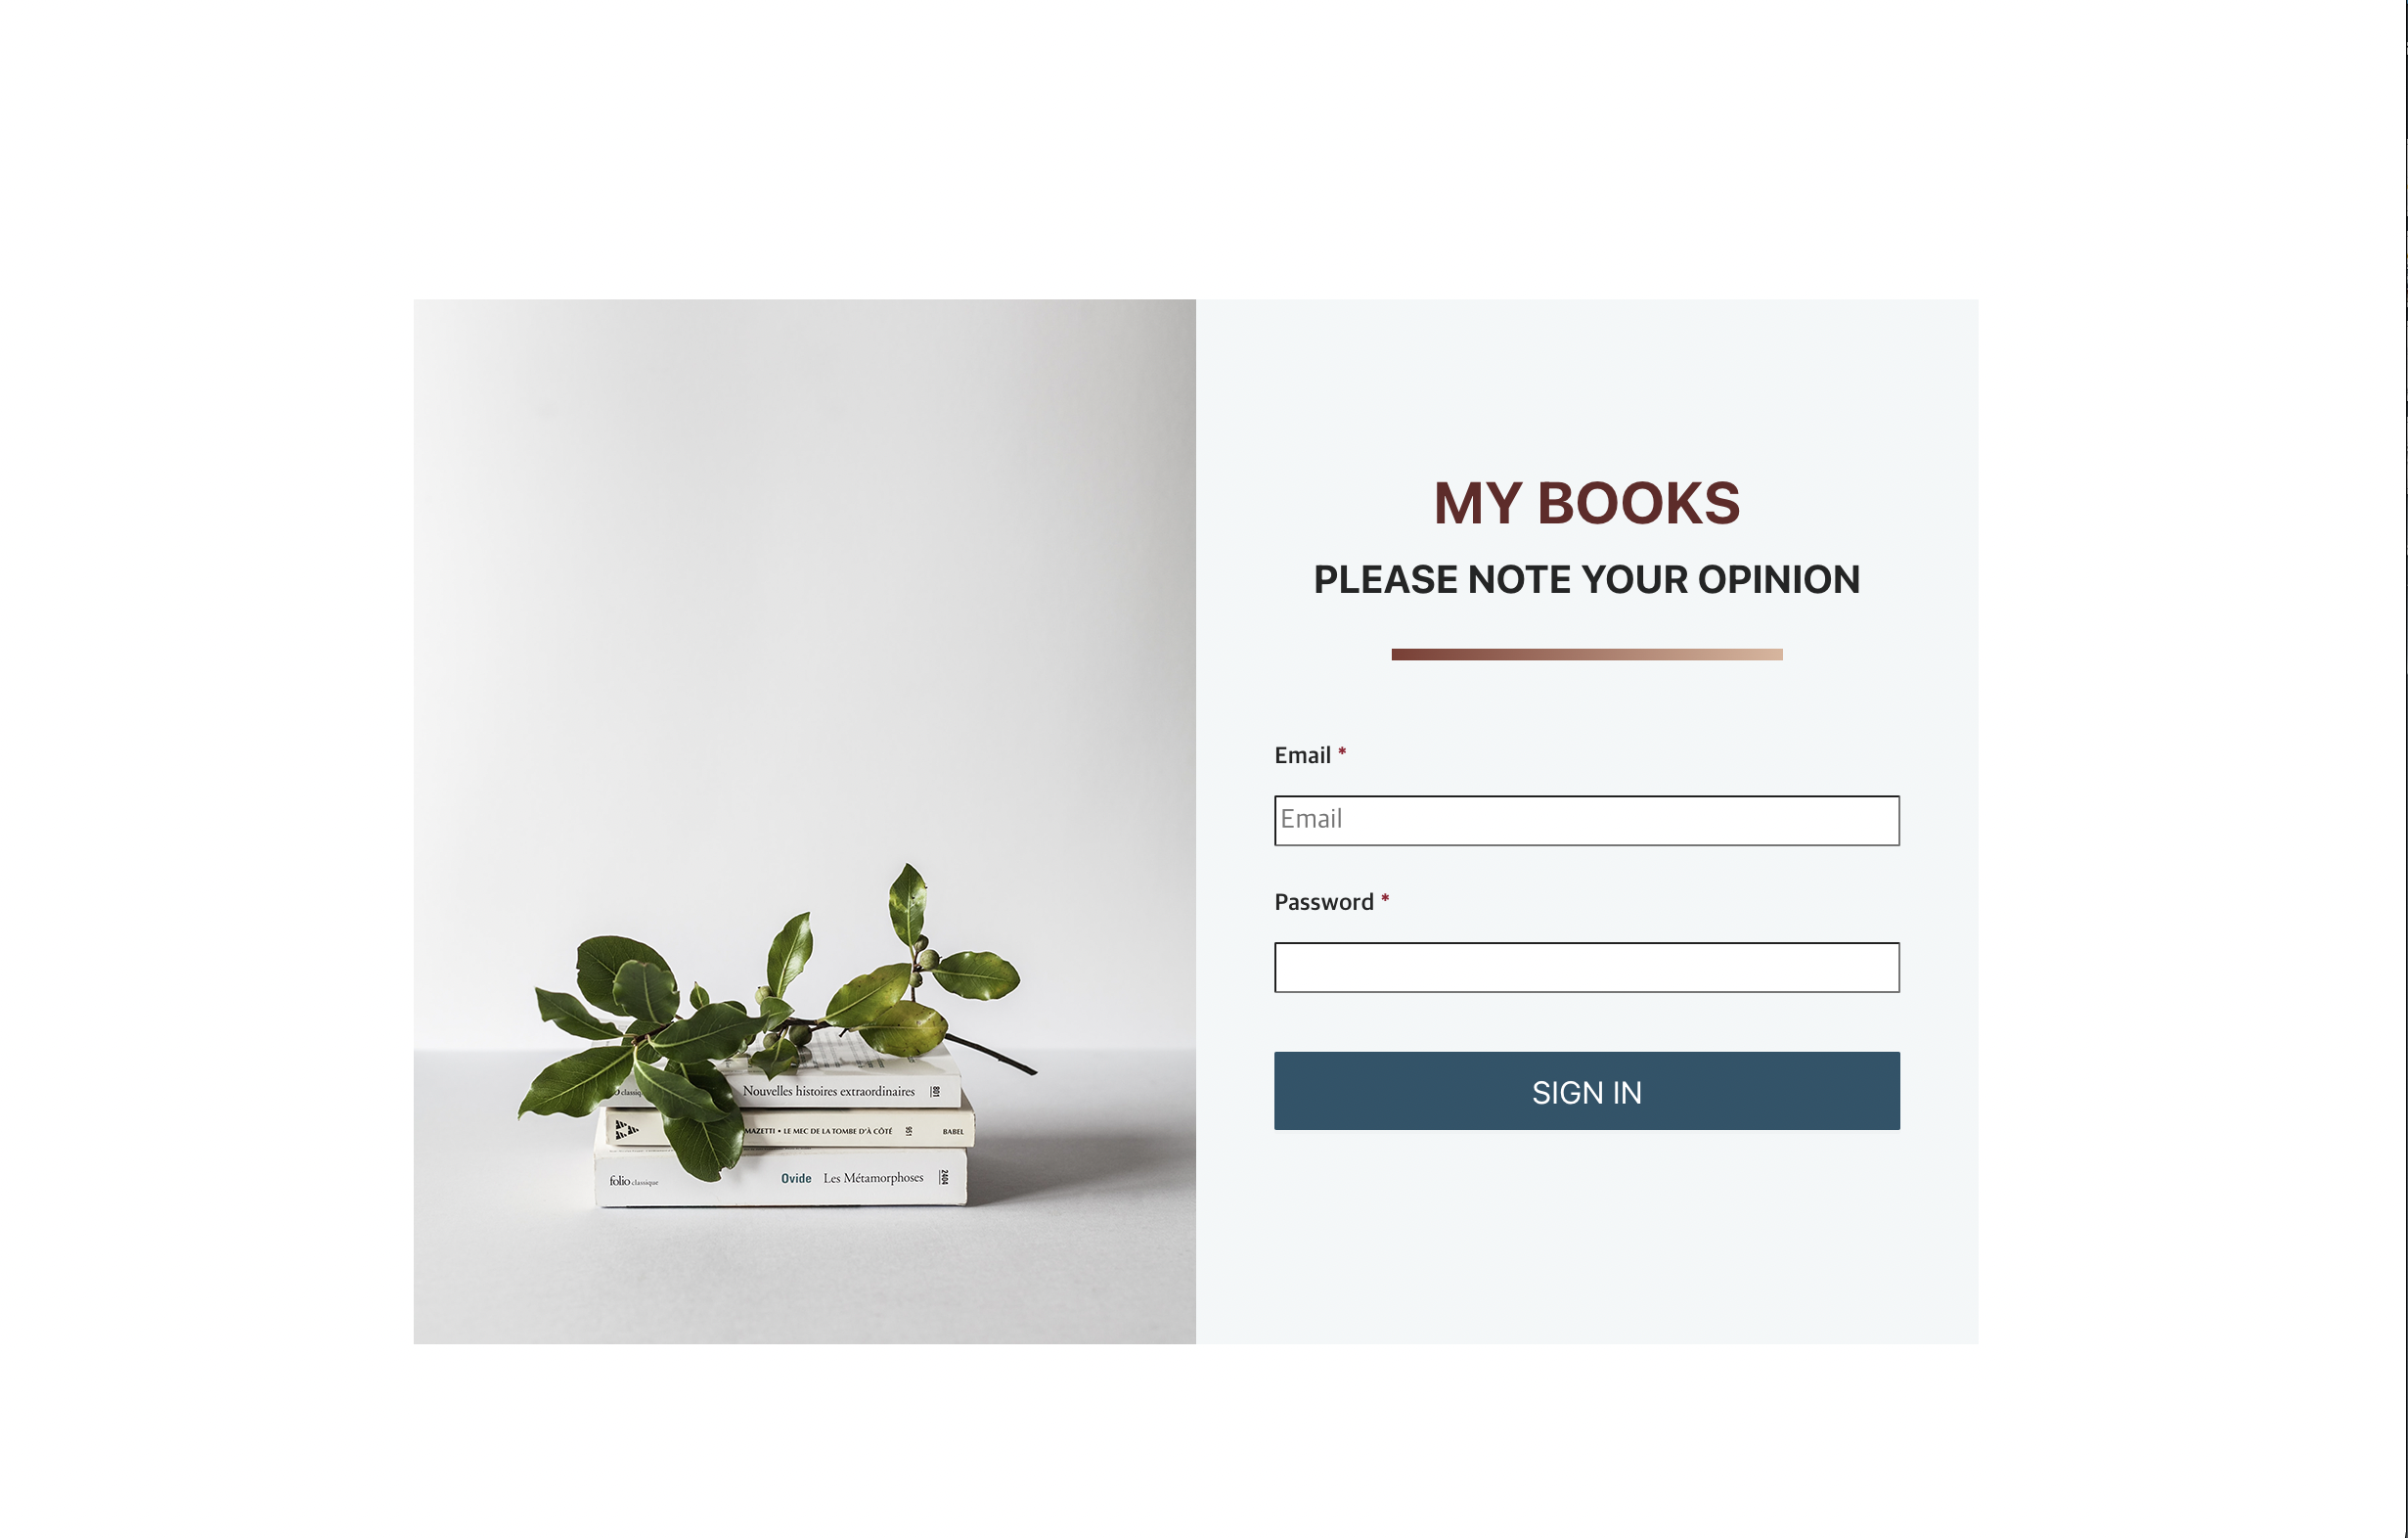 MY BOOKS
PLEASE NOTE YOUR OPINION
Email *
Email
Password *
SIGN IN
Nouvelles histoires extraordinaires 801
MAZETTI • LE MEC DE LA TOMBE D'À CÔTÉ 951 BABEL
folio classique Ovide Les Métamorphoses 2404